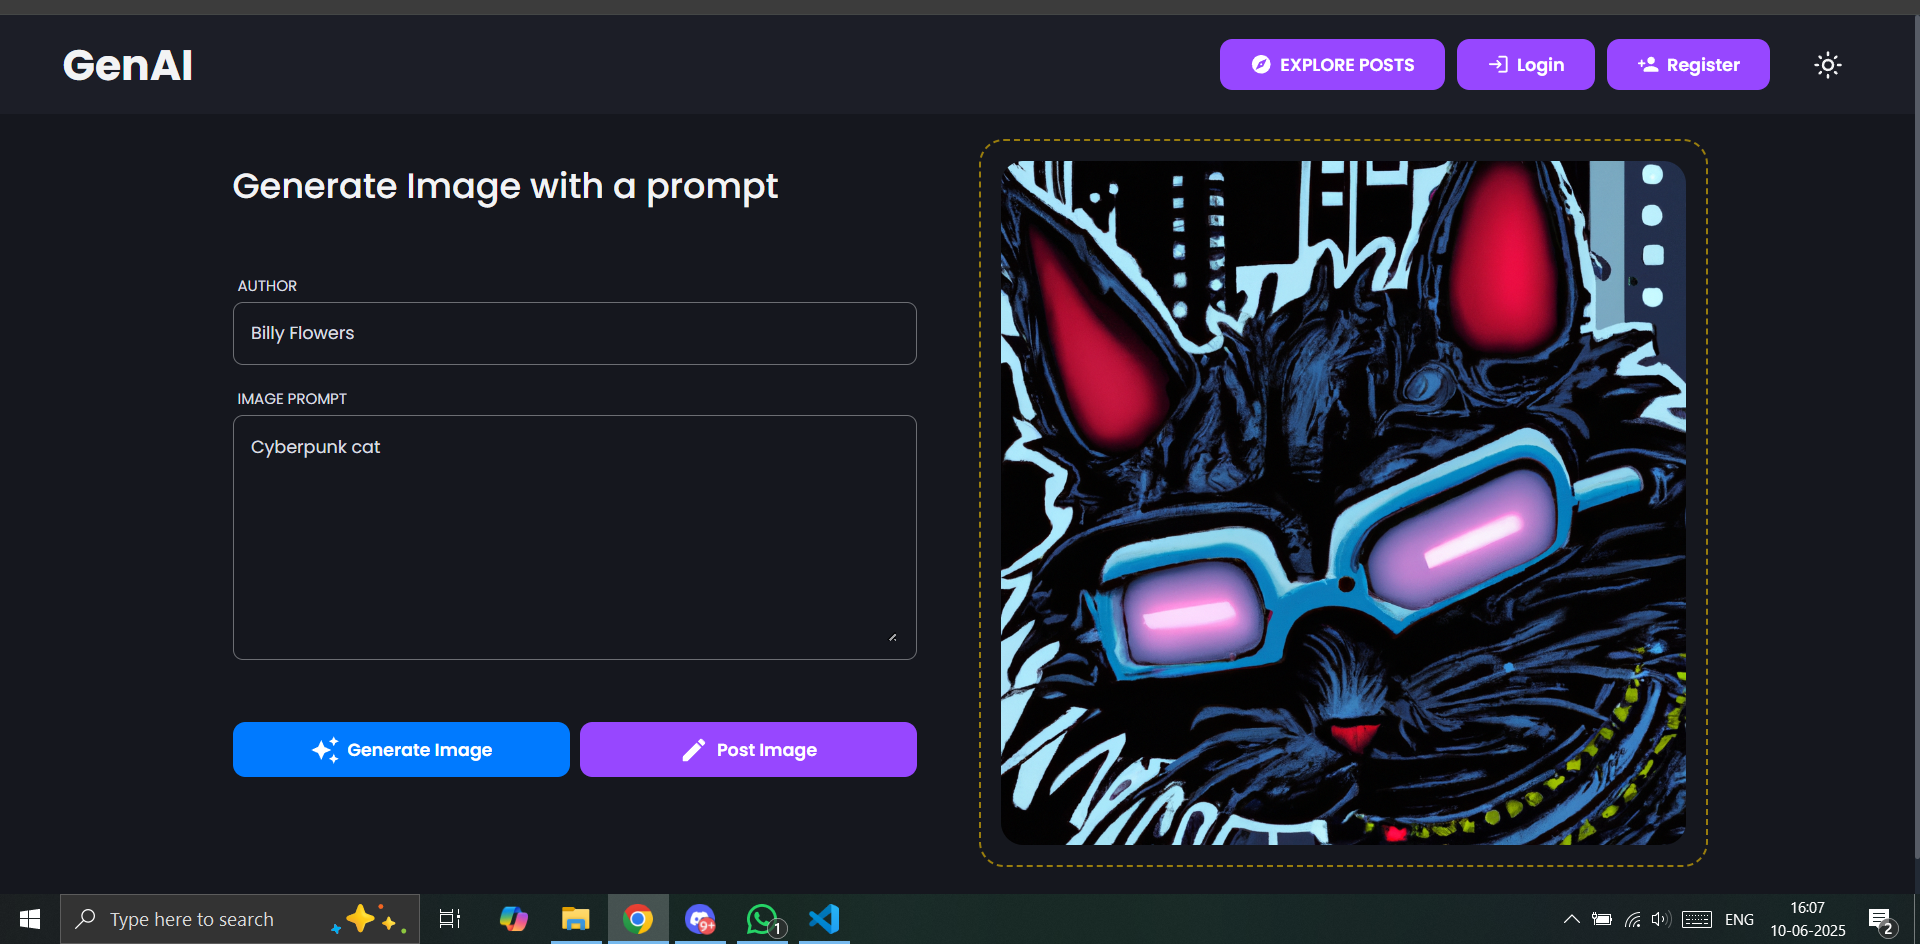 GenAI
EXPLORE POSTS
Login
Register
Generate Image with a prompt
AUTHOR
Billy Flowers
IMAGE PROMPT
Cyberpunk cat
Generate Image
Post Image
Type here to search
9+
1
ENG
16:07
10-06-2025
2